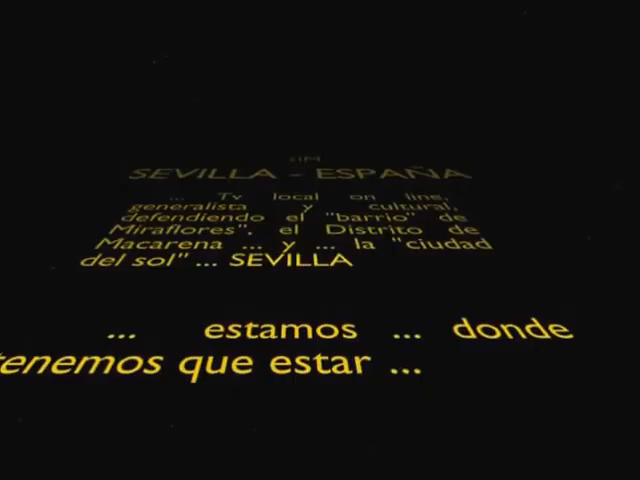 SEVILLA - ESPAÑA
... Tv local on line,
generalista y cultural,
defendiendo el "barrio" de
Miraflores". el Distrito de
Macarena ... y ... la "ciudad
del sol" ... SEVILLA
... estamos ... donde
tenemos que estar ...